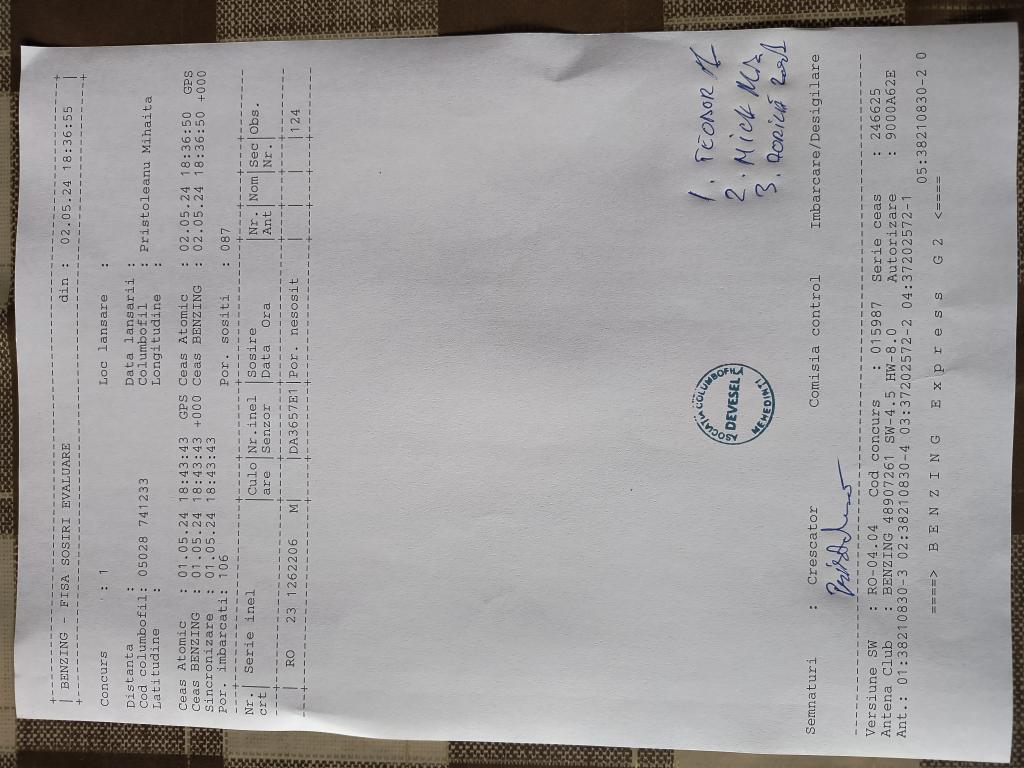 BENZING - FISA SOSIRI EVALUARE din : 02.05.24 18:36:55
Concurs : 1 Loc lansare :
Distanta : Data lansarii :
Cod columbofil: 05028 741233 Columbofil : Pristoleanu Mihaita
Latitudine : Longitudine :
Ceas Atomic : 01.05.24 18:43:43 GPS Ceas Atomic : 02.05.24 18:36:50 GPS
Ceas BENZING : 01.05.24 18:43:43 +000 Ceas BENZING : 02.05.24 18:36:50 +000
Sincronizare : 01.05.24 18:43:43
Por. imbarcati: 106 Por. sositi : 087
Nr.| Serie inel |Culo|Nr.inel |Sosire |Nr. |Nom|Sec|Obs.
crt| |are |Senzor |Data Ora |Ant | |Nr.|
| RO 23 1262206 M| |DA3657E1|Por. nesosit | | | |124
1. TEODOR
2. MICK
3.
ASOCIATIA COLUMBOFILA
DEVESEL
MEHEDINTI
Semnaturi : Crescator Comisia control Imbarcare/Desigilare
Versiune SW : RO-04.04 Cod concurs : 015987 Serie ceas : 246625
Antena Club : BENZING 48907261 SW-4.5 HW-8.0 Autorizare : 9000A62E
Ant.: 01:38210830-3 02:38210830-4 03:37202572-2 04:37202572-1
05:38210830-2 0
====> B E N Z I N G E x p r e s s G 2 <====